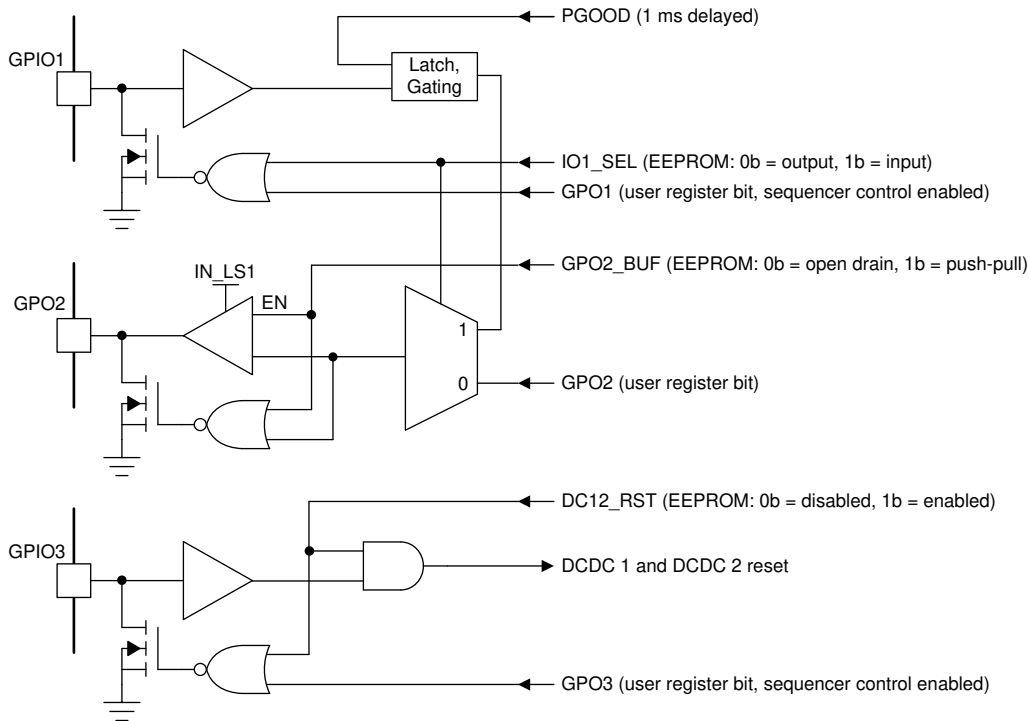 PGOOD (1 ms delayed)
GPIO1
Latch,
Gating
IO1_SEL (EEPROM: 0b = output, 1b = input)
GPO1 (user register bit, sequencer control enabled)
IN_LS1
GPO2_BUF (EEPROM: 0b = open drain, 1b = push-pull)
GPO2
EN
1
0
GPO2 (user register bit)
DC12_RST (EEPROM: 0b = disabled, 1b = enabled)
GPIO3
DCDC 1 and DCDC 2 reset
GPO3 (user register bit, sequencer control enabled)